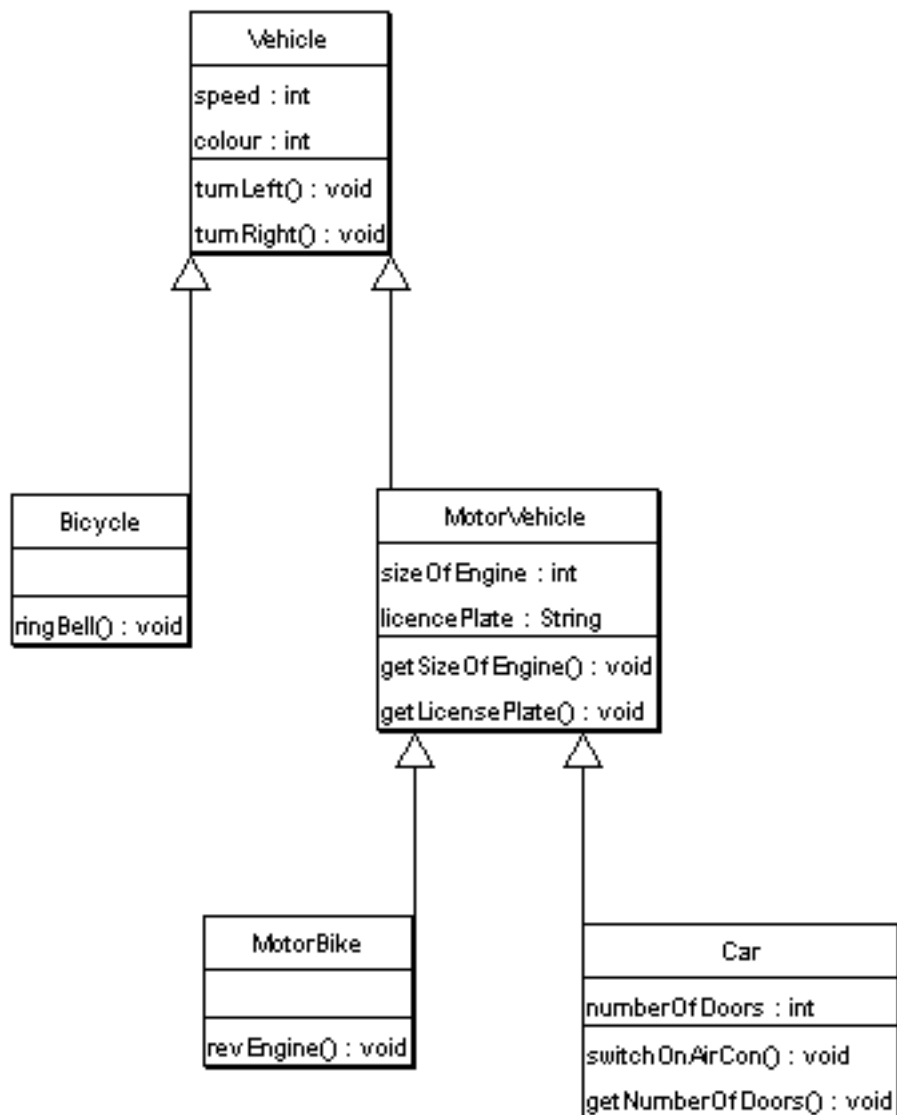 Vehicle
speed : int
colour : int
turnLeft() : void
turnRight() : void
Bicycle
ringBell() : void
MotorVehicle
sizeOfEngine : int
licencePlate : String
getSizeOfEngine() : void
getLicensePlate() : void
MotorBike
revEngine() : void
Car
numberOfDoors : int
switchOnAirCon() : void
getNumberOfDoors() : void